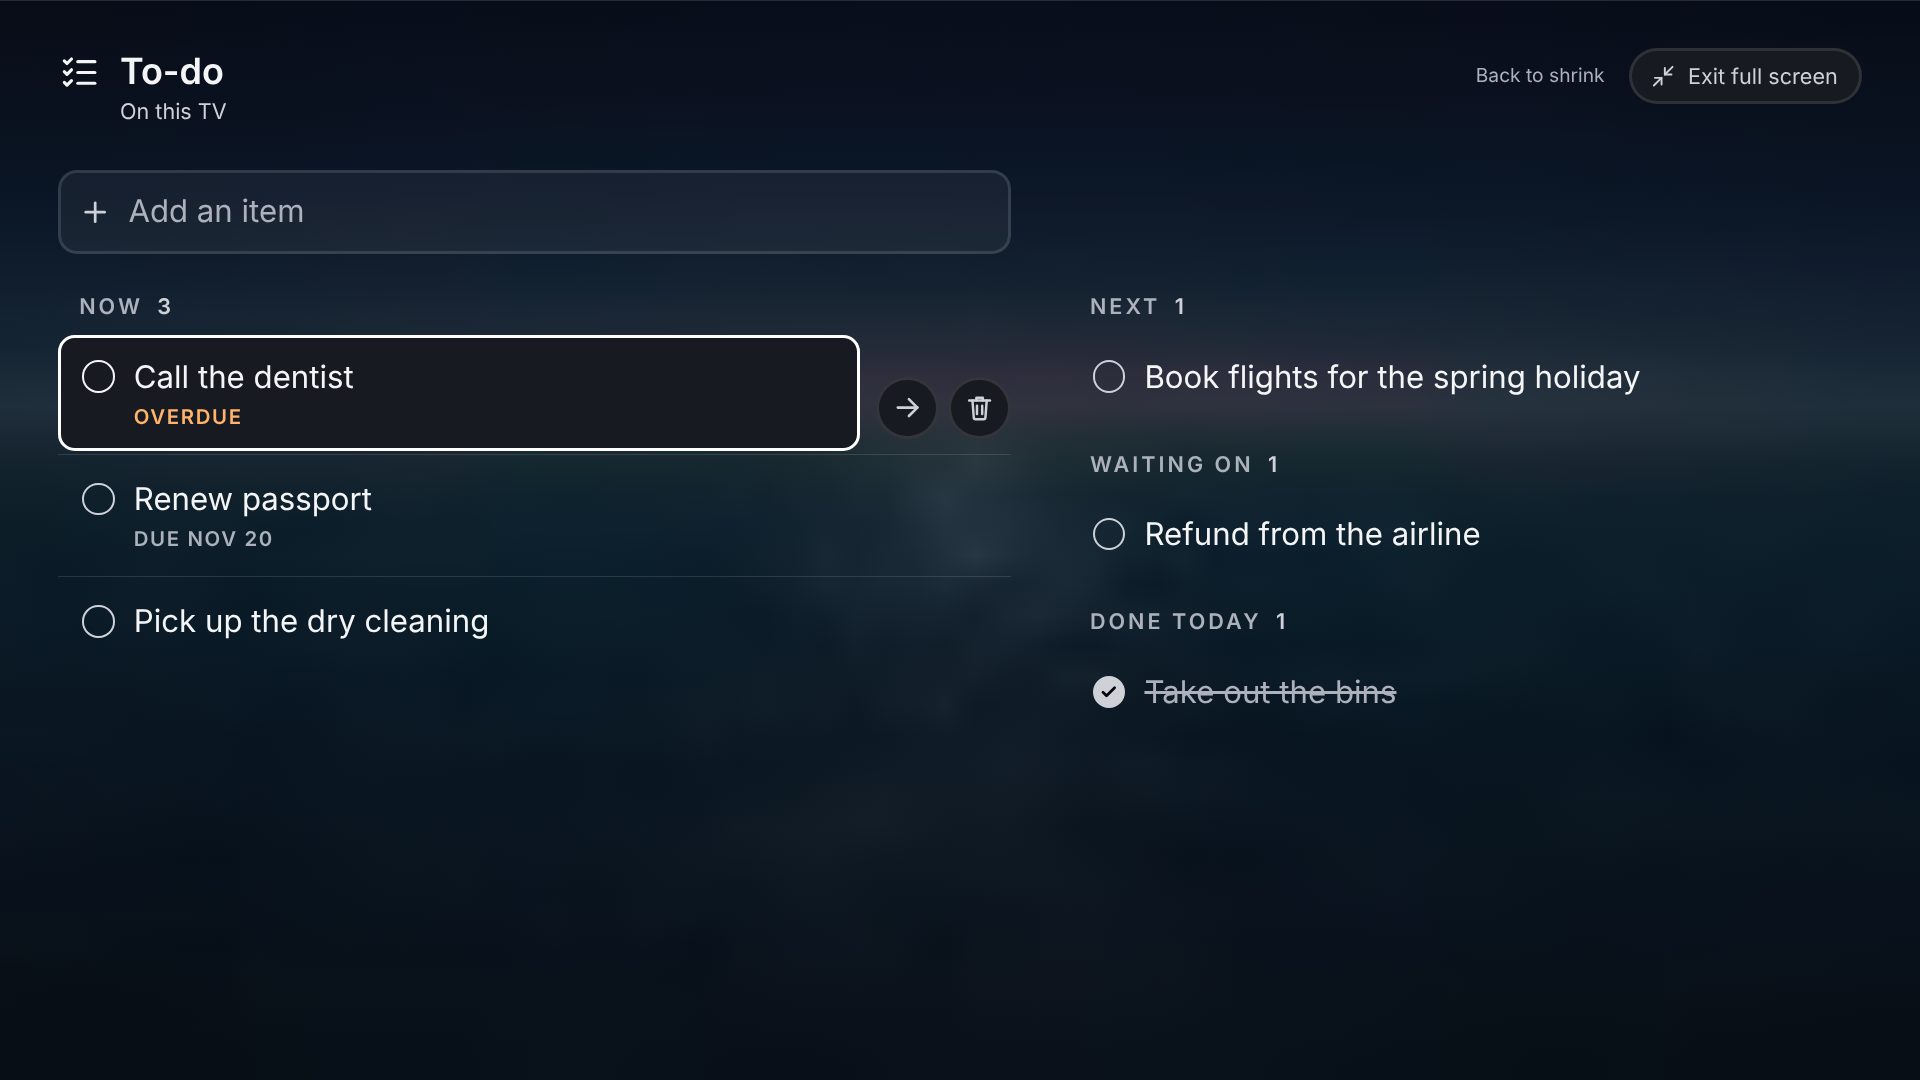 To-do
On this TV
Back to shrink
Exit full screen
Add an item
NOW 3
Call the dentist
OVERDUE
Renew passport
DUE NOV 20
Pick up the dry cleaning
NEXT 1
Book flights for the spring holiday
WAITING ON 1
Refund from the airline
DONE TODAY 1
Take out the bins